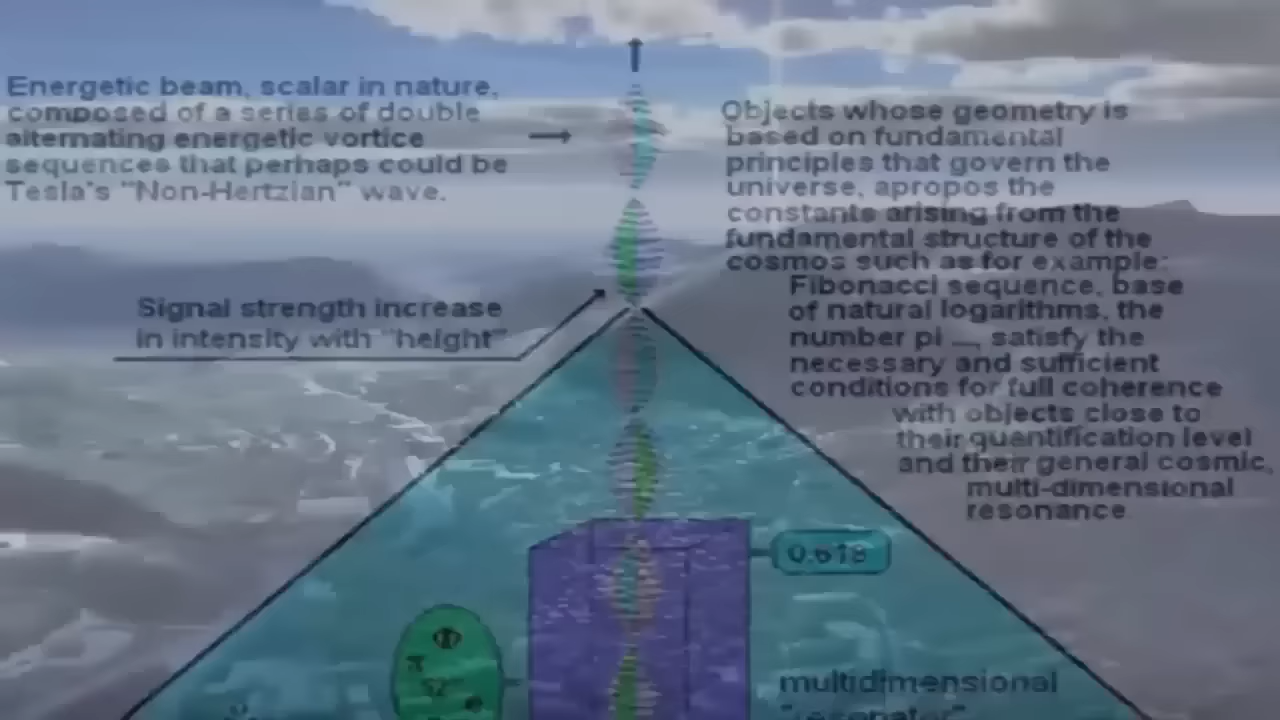 Energetic beam, scalar in nature,
composed of a series of double
alternating energetic vortice
sequences that perhaps could be
Tesla's "Non-Hertzian" wave.
Signal strength increase
in intensity with "height"
Objects whose geometry is
based on fundamental
principles that govern the
universe, apropos the
constants arising from the
fundamental structure of the
cosmos such as for example:
Fibonacci sequence, base
of natural logarithms, the
number pi ..., satisfy the
necessary and sufficient
conditions for full coherence
with objects close to
their quantification level
and their general cosmic,
multi-dimensional
resonance.
0.618
Φ
π
multidimensional
"resonator"